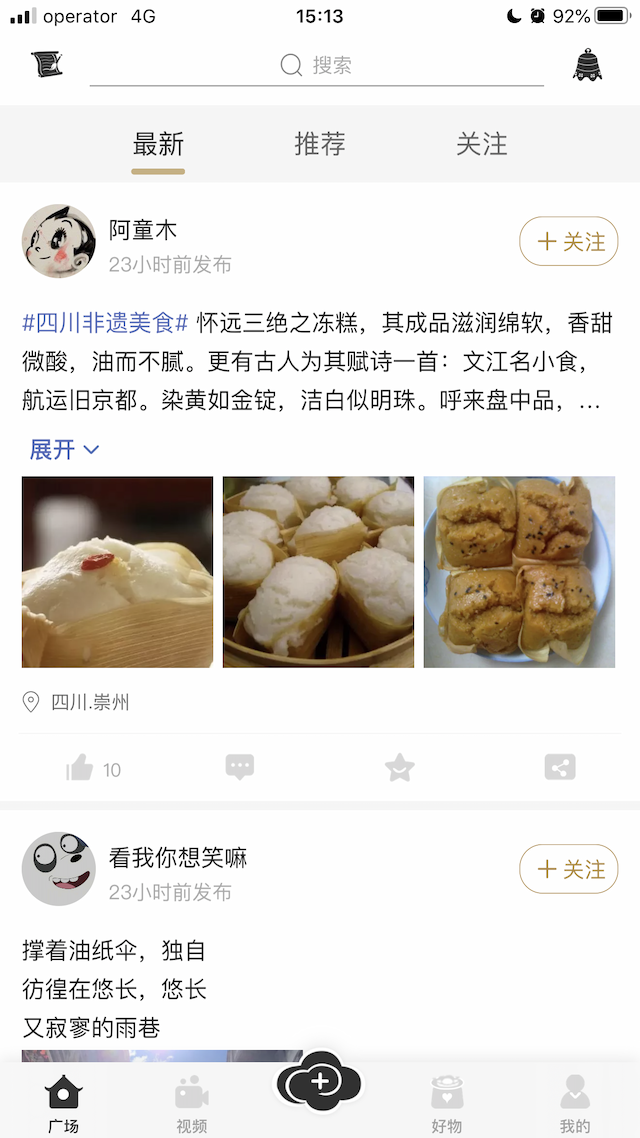 operator 4G 15:13 92%
搜索
最新 推荐 关注
阿童木
23小时前发布
关注
#四川非遗美食# 怀远三绝之冻糕，其成品滋润绵软，香甜
微酸，油而不腻。更有古人为其赋诗一首：文江名小食，
航运旧京都。染黄如金锭，洁白似明珠。呼来盘中品，...
展开
四川.崇州
10
看我你想笑嘛
23小时前发布
关注
撑着油纸伞，独自
彷徨在悠长，悠长
又寂寥的雨巷
广场 视频 好物 我的